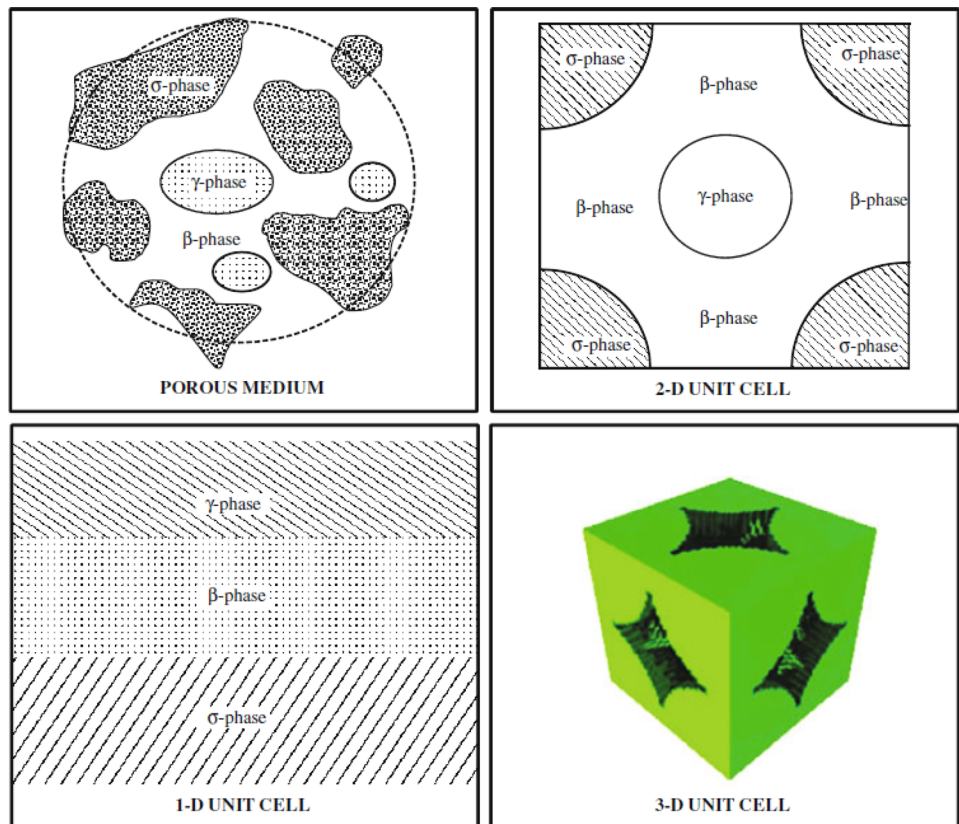 σ-phase
γ-phase
β-phase
POROUS MEDIUM
σ-phase
σ-phase
β-phase
β-phase
γ-phase
β-phase
β-phase
σ-phase
σ-phase
2-D UNIT CELL
γ-phase
β-phase
σ-phase
1-D UNIT CELL
3-D UNIT CELL